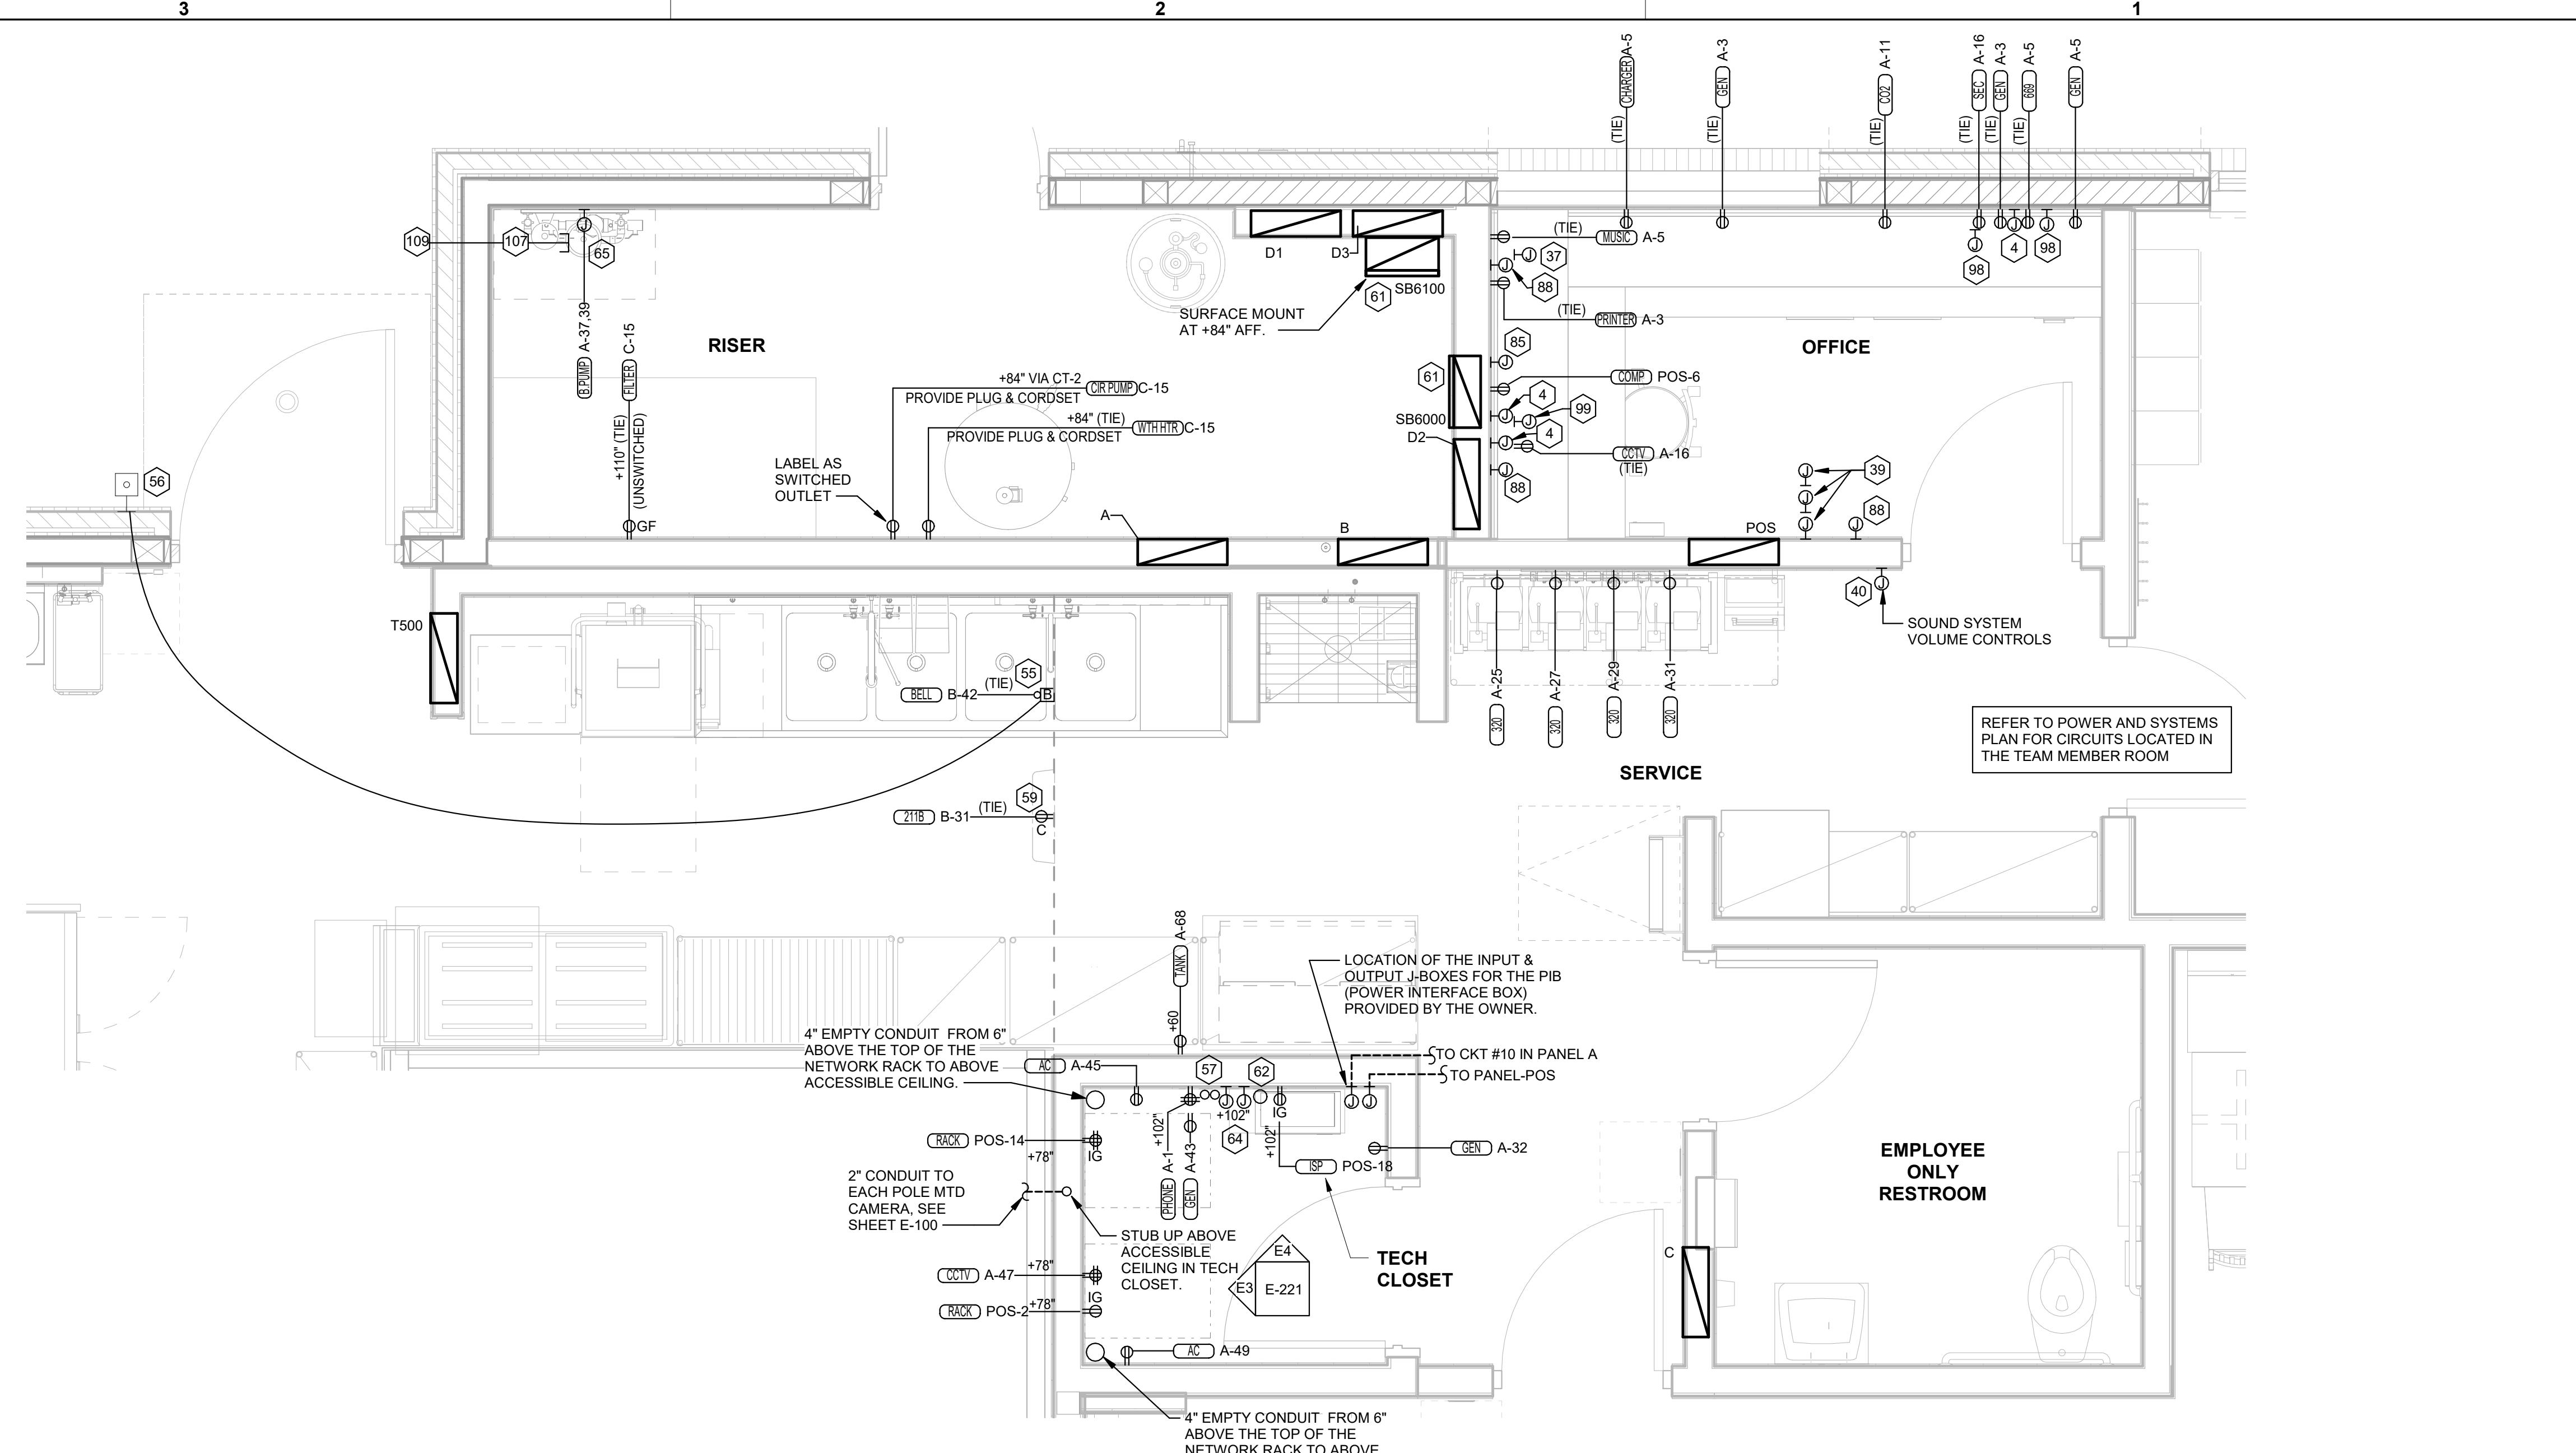 3
2
1
CHARGER A-5
(TIE)
GEN A-3
(TIE)
CO2 A-11
(TIE)
SEC A-16
(TIE)
GEN A-3
(TIE)
669 A-5
(TIE)
GEN A-5
109
107
J
65
B.PUMP A-37,39
FILTER C-15
+110" (TIE)
(UNSWITCHED)
GF
RISER
D1
D3
SB6100
61
SURFACE MOUNT
AT +84" AFF.
(TIE)
MUSIC A-5
J
37
J
88
(TIE)
PRINTER A-3
J
4
J
98
J
98
OFFICE
85
J
61
COMP POS-6
+84" VIA CT-2
CIR PUMP C-15
PROVIDE PLUG & CORDSET
+84" (TIE)
WTH HTR C-15
PROVIDE PLUG & CORDSET
SB6000
J
4
J
99
D2
J
4
CCTV A-16
(TIE)
J
88
LABEL AS
SWITCHED
OUTLET
56
A
B
POS
J
J
J
39
J
88
J
40
SOUND SYSTEM
VOLUME CONTROLS
T500
A-25
320
A-27
320
A-29
320
A-31
320
BELL B-42
(TIE)
55
B
REFER TO POWER AND SYSTEMS
PLAN FOR CIRCUITS LOCATED IN
THE TEAM MEMBER ROOM
SERVICE
211B B-31
(TIE)
59
C
TANK A-68
+60
LOCATION OF THE INPUT &
OUTPUT J-BOXES FOR THE PIB
(POWER INTERFACE BOX)
PROVIDED BY THE OWNER.
4" EMPTY CONDUIT FROM 6"
ABOVE THE TOP OF THE
NETWORK RACK TO ABOVE
ACCESSIBLE CEILING.
AC A-45
57
62
TO CKT #10 IN PANEL A
TO PANEL-POS
J
J
J
J
IG
+102"
64
+102"
+102"
RACK POS-14
+78"
IG
PHONE A-1
GEN A-43
ISP POS-18
GEN A-32
2" CONDUIT TO
EACH POLE MTD
CAMERA, SEE
SHEET E-100
STUB UP ABOVE
ACCESSIBLE
CEILING IN TECH
CLOSET.
E4
E3
E-221
TECH
CLOSET
EMPLOYEE
ONLY
RESTROOM
C
CCTV A-47
+78"
IG
RACK POS-2
+78"
AC A-49
4" EMPTY CONDUIT FROM 6"
ABOVE THE TOP OF THE
NETWORK RACK TO ABOVE